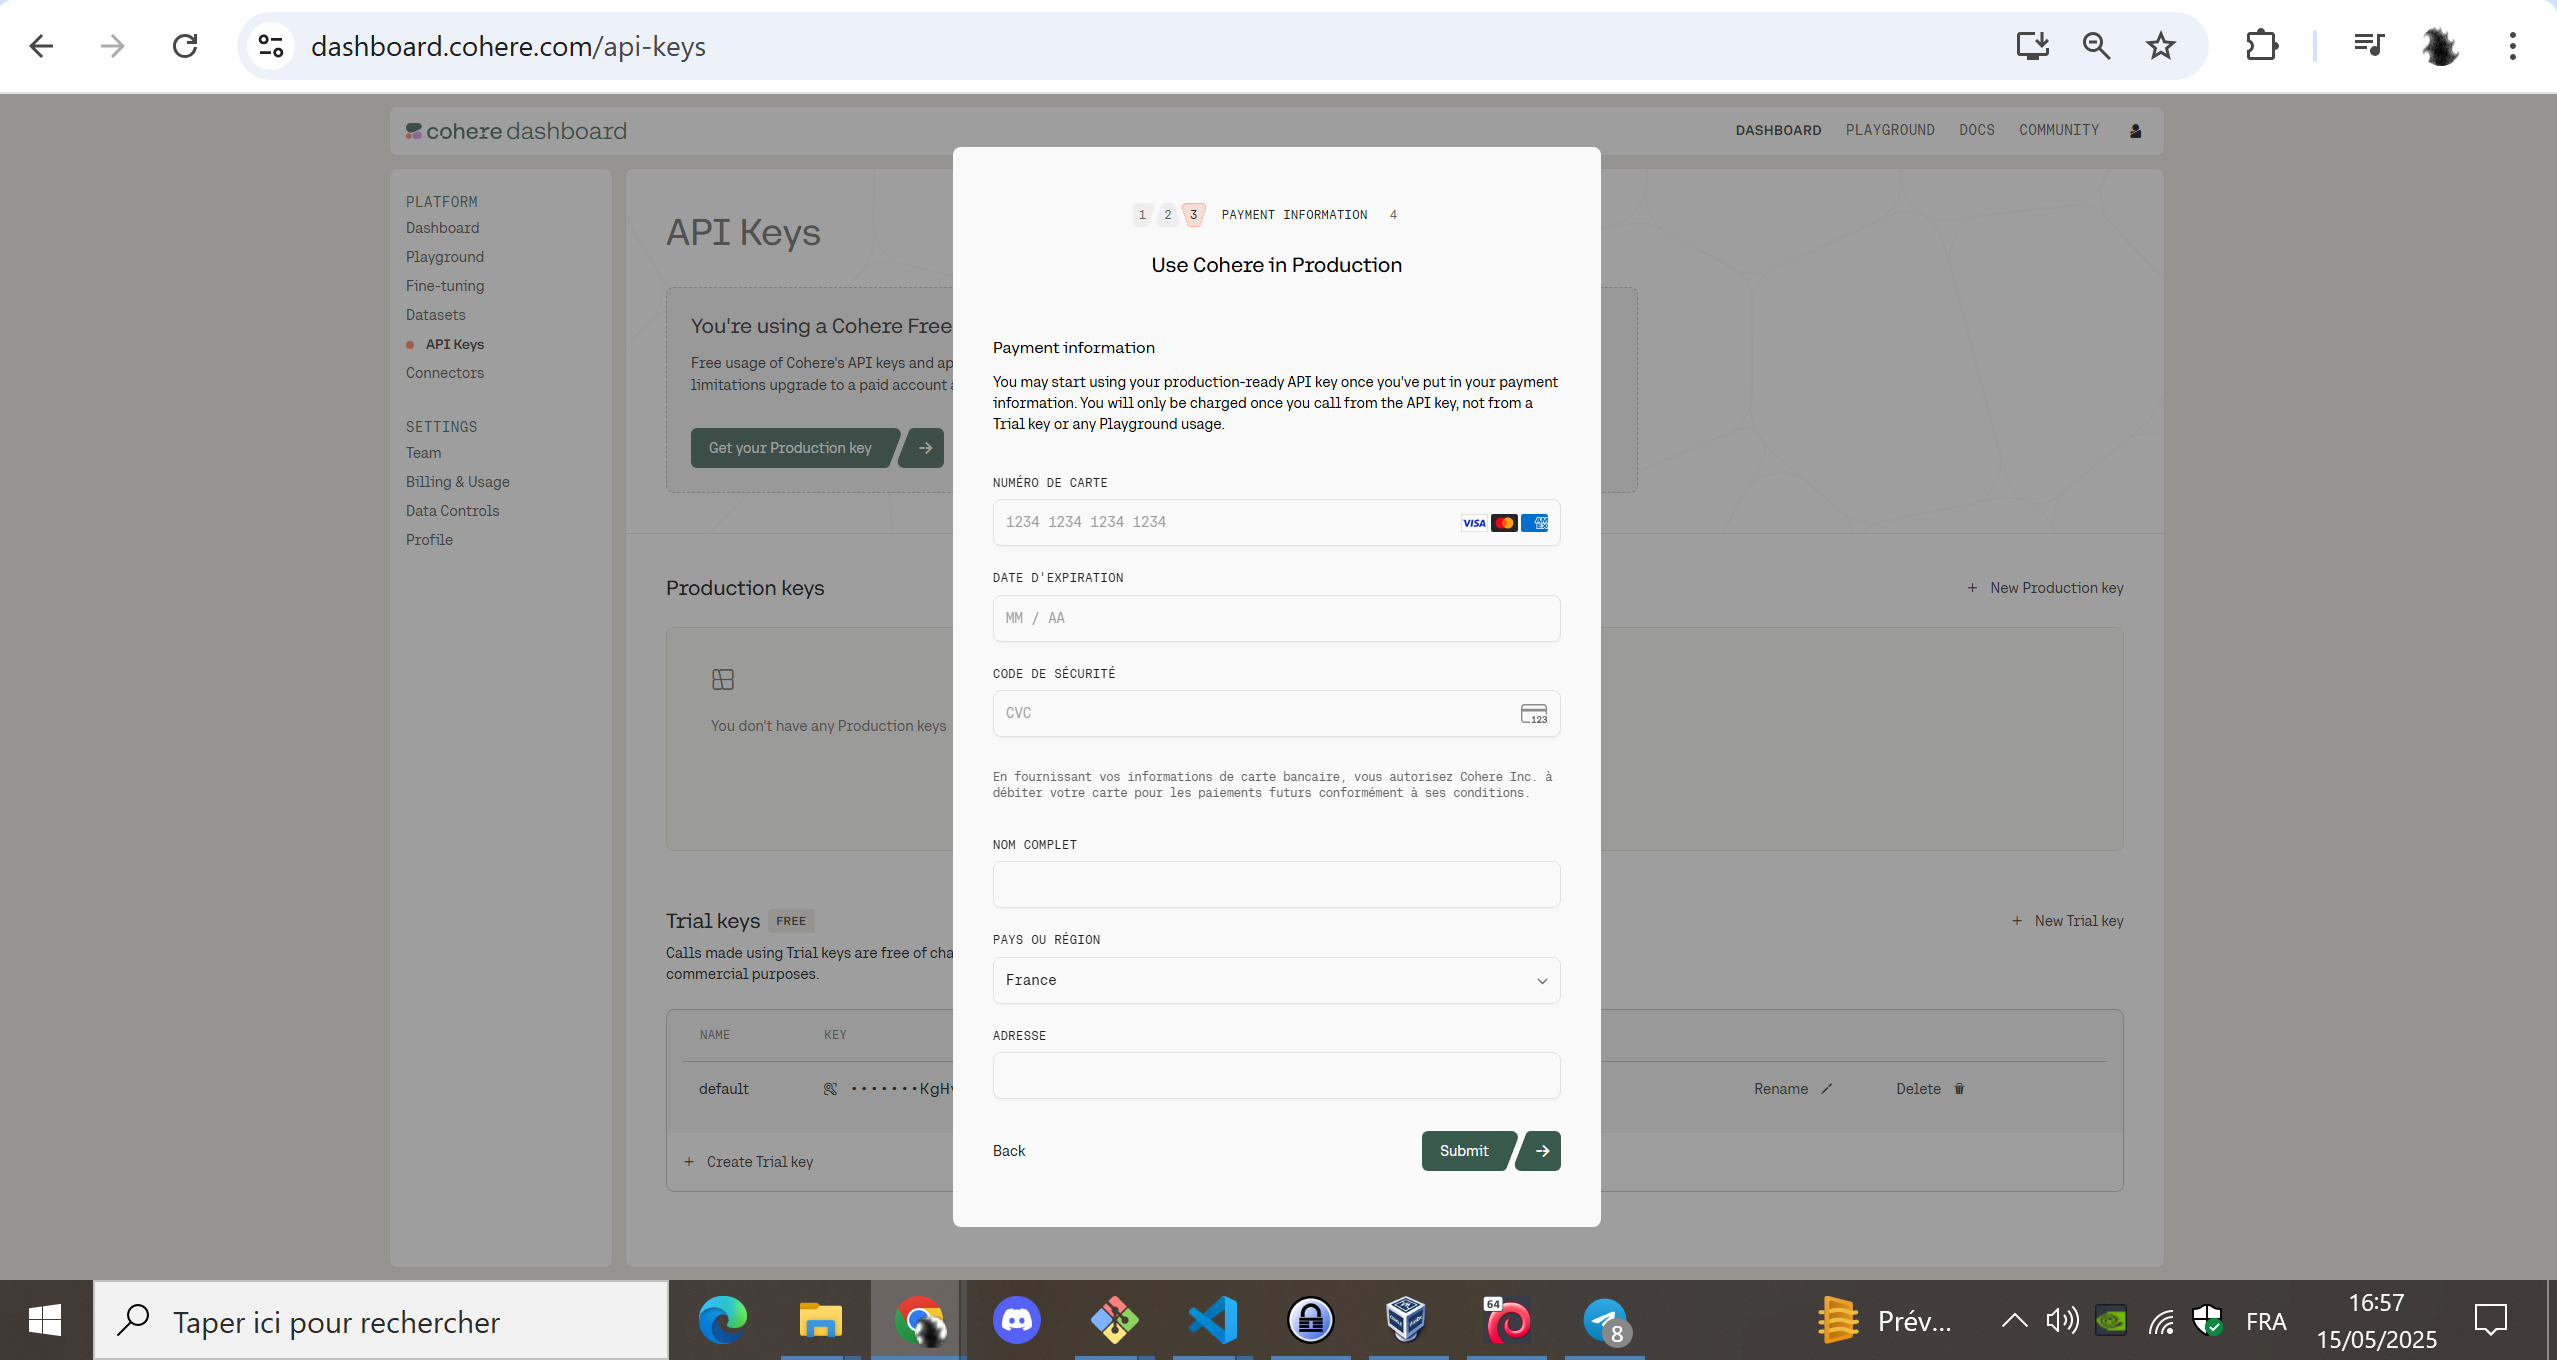 dashboard.cohere.com/api-keys
cohere dashboard
DASHBOARD PLAYGROUND DOCS COMMUNITY
PLATFORM
Dashboard
Playground
Fine-tuning
Datasets
API Keys
Connectors
SETTINGS
Team
Billing & Usage
Data Controls
Profile
API Keys
You're using a Cohere Free
Free usage of Cohere's API keys and ap
limitations upgrade to a paid account
Get your Production key
Production keys
+ New Production key
You don't have any Production keys
Trial keys FREE
+ New Trial key
Calls made using Trial keys are free of cha
commercial purposes.
NAME KEY
default •••••••KgH
Rename Delete
+ Create Trial key
1 2 3 PAYMENT INFORMATION 4
Use Cohere in Production
Payment information
You may start using your production-ready API key once you've put in your payment
information. You will only be charged once you call from the API key, not from a
Trial key or any Playground usage.
NUMÉRO DE CARTE
1234 1234 1234 1234
VISA
AMEX
DATE D'EXPIRATION
MM / AA
CODE DE SÉCURITÉ
CVC
123
En fournissant vos informations de carte bancaire, vous autorisez Cohere Inc. à
débiter votre carte pour les paiements futurs conformément à ses conditions.
NOM COMPLET
PAYS OU RÉGION
France
ADRESSE
Back
Submit
Taper ici pour rechercher
64
8
Prév...
FRA
16:57
15/05/2025